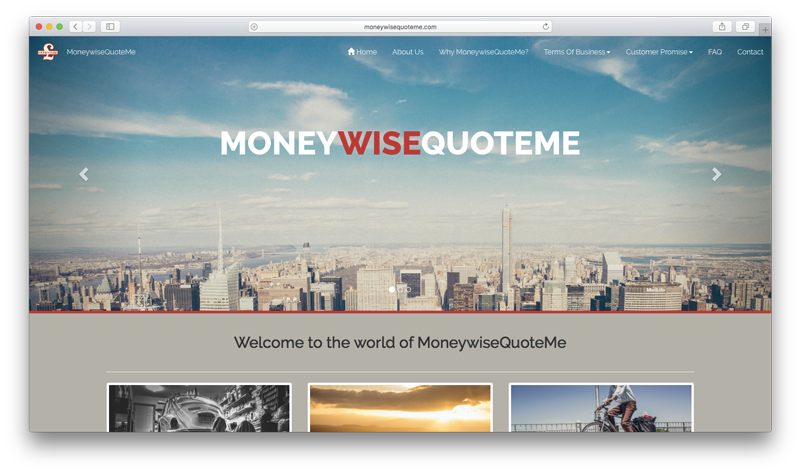 moneywisequoteme.com
MoneywiseQuoteMe
Home About Us Why MoneywiseQuoteMe? Terms Of Business Customer Promise FAQ Contact
MONEYWISEQUOTEME
Welcome to the world of MoneywiseQuoteMe